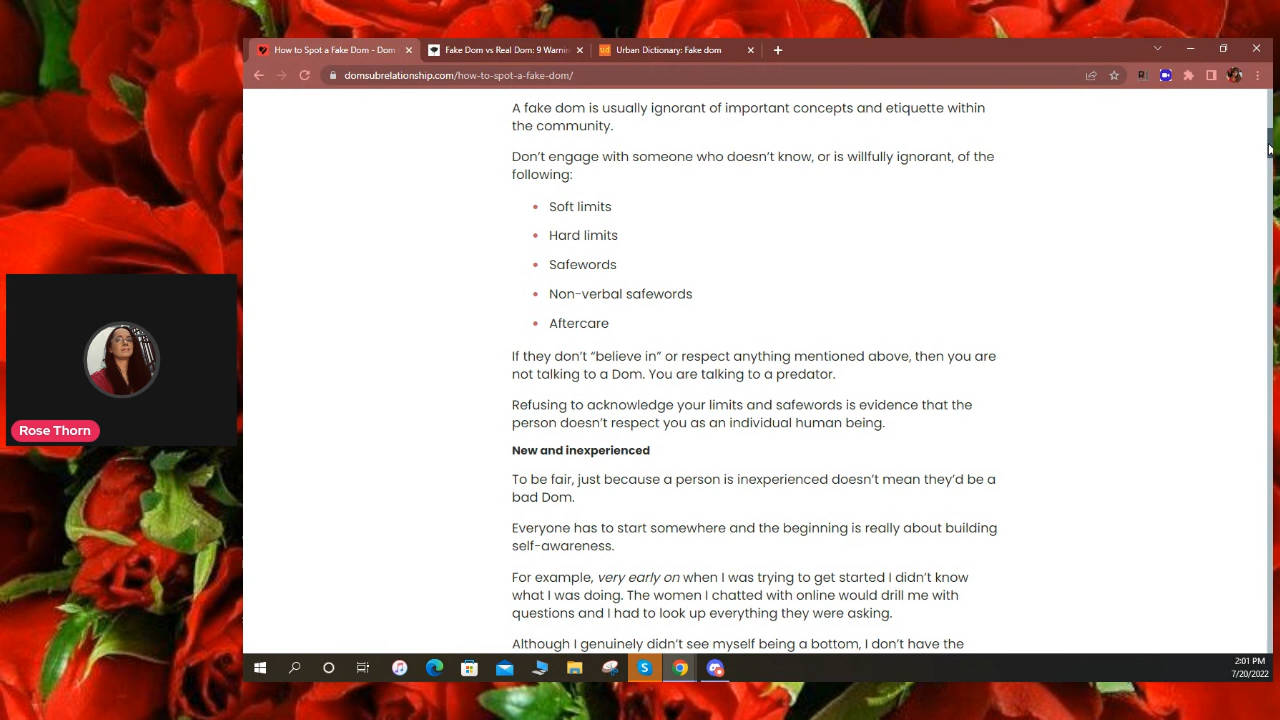 How to Spot a Fake Dom - Dom
Fake Dom vs Real Dom: 9 Warnin
ud
Urban Dictionary: Fake dom
domsubrelationship.com/how-to-spot-a-fake-dom/
A fake dom is usually ignorant of important concepts and etiquette within
the community.
Don't engage with someone who doesn't know, or is willfully ignorant, of the
following:
• Soft limits
• Hard limits
• Safewords
• Non-verbal safewords
• Aftercare
If they don't “believe in” or respect anything mentioned above, then you are
not talking to a Dom. You are talking to a predator.
Refusing to acknowledge your limits and safewords is evidence that the
person doesn't respect you as an individual human being.
New and inexperienced
To be fair, just because a person is inexperienced doesn't mean they'd be a
bad Dom.
Everyone has to start somewhere and the beginning is really about building
self-awareness.
For example, very early on when I was trying to get started I didn't know
what I was doing. The women I chatted with online would drill me with
questions and I had to look up everything they were asking.
Although I genuinely didn't see myself being a bottom, I don't have the
Rose Thorn
2:01 PM
7/20/2022